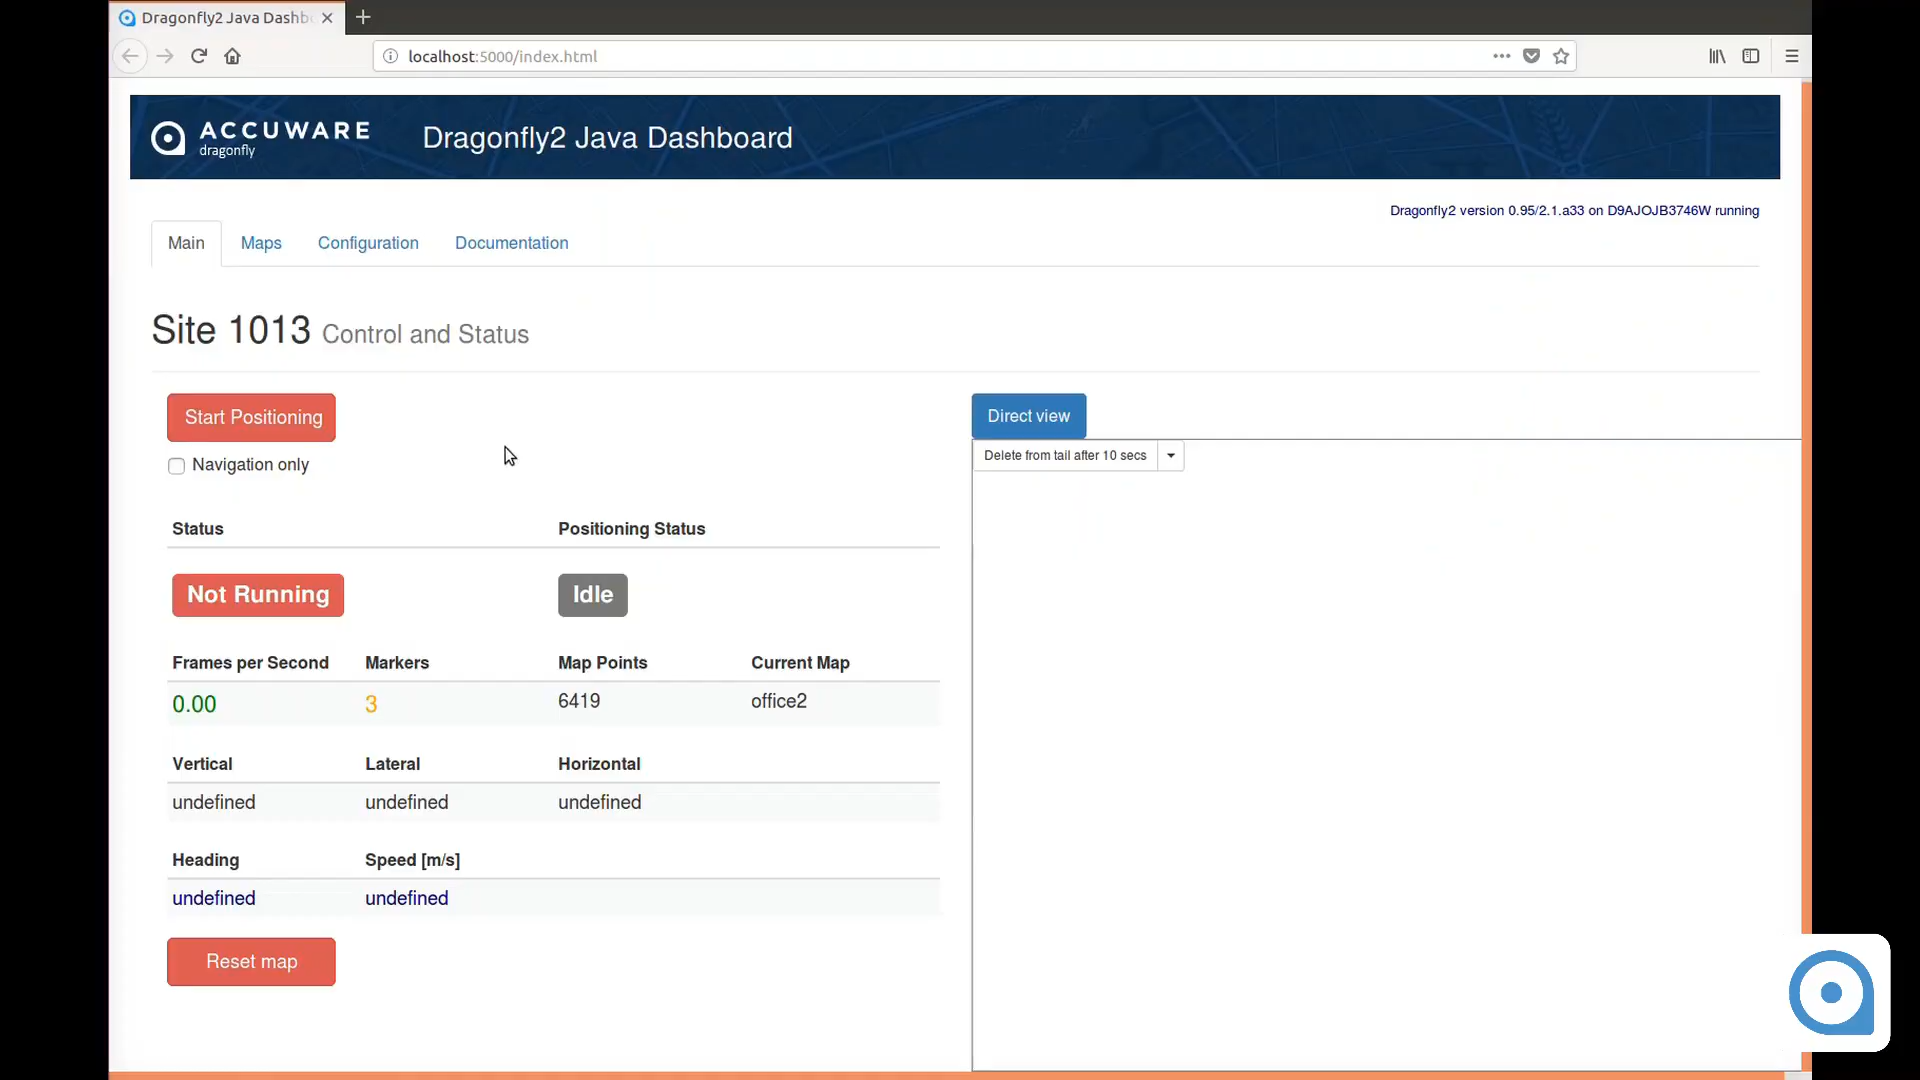 Dragonfly2 Java Dashb
localhost:5000/index.html
ACCUWARE
dragonfly
Dragonfly2 Java Dashboard
Dragonfly2 version 0.95/2.1.a33 on D9AJOJB3746W running
Main Maps Configuration Documentation
Site 1013 Control and Status
Start Positioning
Direct view
Navigation only
Delete from tail after 10 secs
Status Positioning Status
Not Running Idle
Frames per Second Markers Map Points Current Map
0.00 3 6419 office2
Vertical Lateral Horizontal
undefined undefined undefined
Heading Speed [m/s]
undefined undefined
Reset map